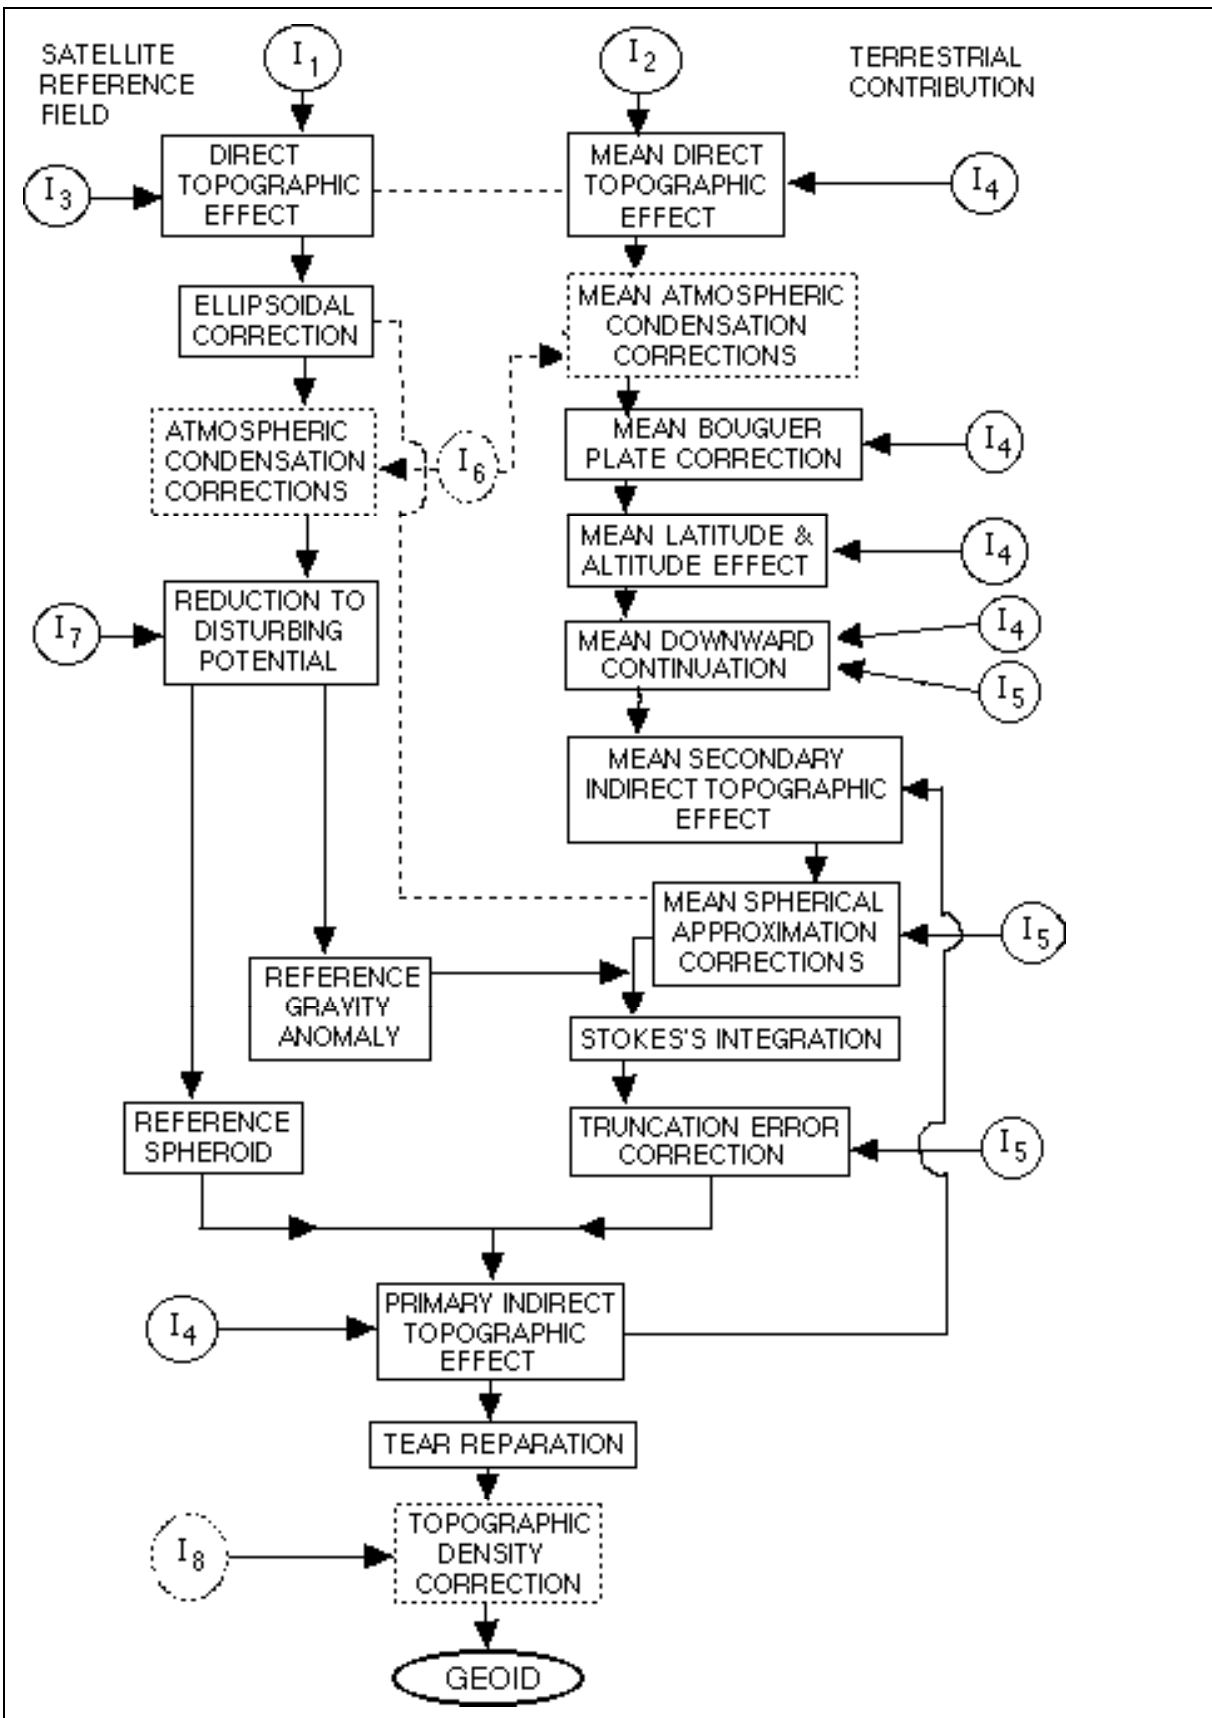 SATELLITE
REFERENCE
FIELD
I1
I2
TERRESTRIAL
CONTRIBUTION
DIRECT
TOPOGRAPHIC
EFFECT
I3
MEAN DIRECT
TOPOGRAPHIC
EFFECT
I4
ELLIPSOIDAL
CORRECTION
MEAN ATMOSPHERIC
CONDENSATION
CORRECTIONS
ATMOSPHERIC
CONDENSATION
CORRECTIONS
I6
MEAN BOUGUER
PLATE CORRECTION
I4
MEAN LATITUDE &
ALTITUDE EFFECT
I4
REDUCTION TO
DISTURBING
POTENTIAL
I7
MEAN DOWNWARD
CONTINUATION
I4
I5
MEAN SECONDARY
INDIRECT TOPOGRAPHIC
EFFECT
MEAN SPHERICAL
APPROXIMATION
CORRECTIONS
I5
REFERENCE
GRAVITY
ANOMALY
STOKES'S INTEGRATION
REFERENCE
SPHEROID
TRUNCATION ERROR
CORRECTION
I5
PRIMARY INDIRECT
TOPOGRAPHIC
EFFECT
I4
TEAR REPARATION
TOPOGRAPHIC
DENSITY
CORRECTION
I8
GEOID